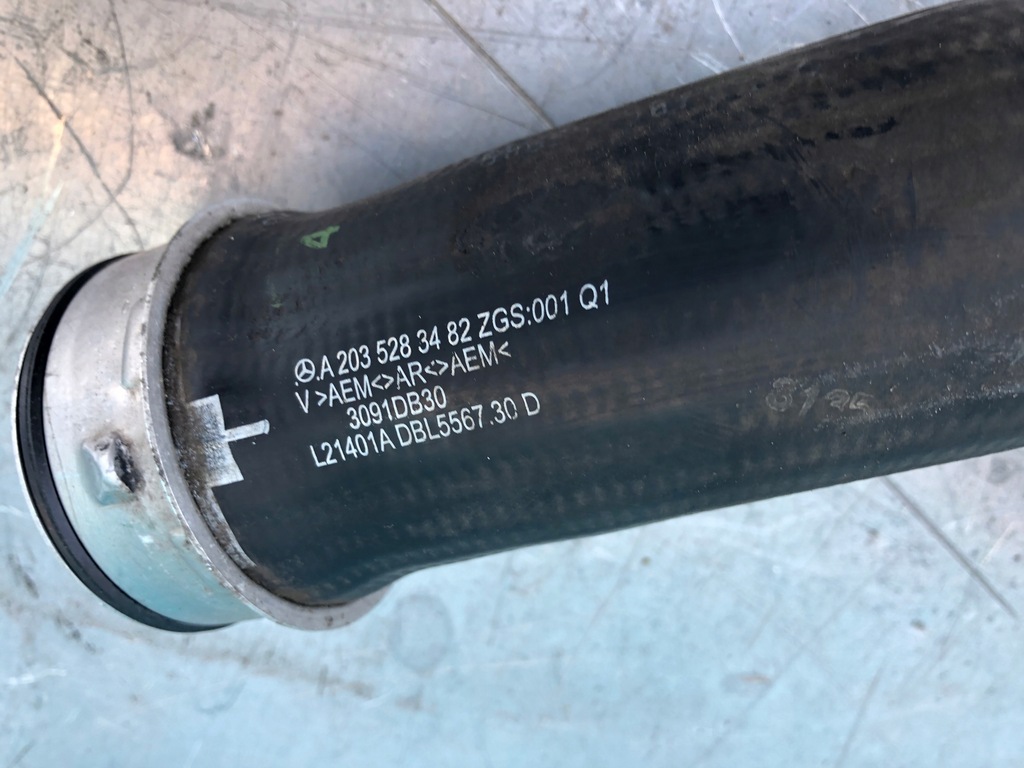 .A 203 528 34 82 ZGS:001 Q1
V >AEM<>AR<>AEM<
3091DB30
L21401A DBL5567.30 D